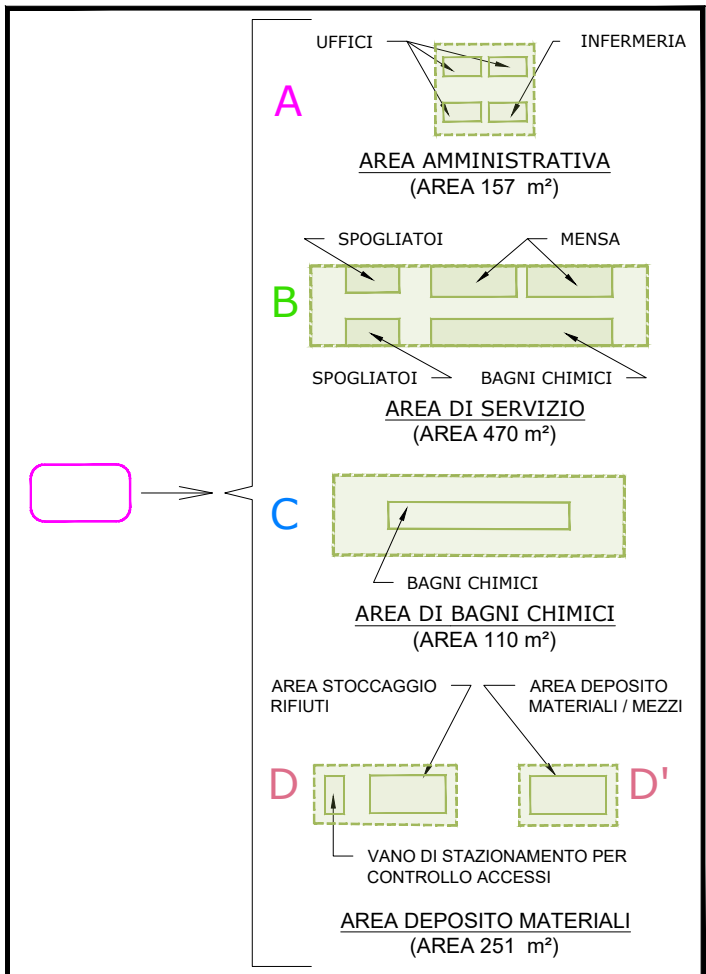 UFFICI
INFERMERIA
A
AREA AMMINISTRATIVA
(AREA 157 m²)
SPOGLIATOI
MENSA
B
SPOGLIATOI
BAGNI CHIMICI
AREA DI SERVIZIO
(AREA 470 m²)
C
BAGNI CHIMICI
AREA DI BAGNI CHIMICI
(AREA 110 m²)
AREA STOCCAGGIO
RIFIUTI
AREA DEPOSITO
MATERIALI / MEZZI
D
D'
VANO DI STAZIONAMENTO PER
CONTROLLO ACCESSI
AREA DEPOSITO MATERIALI
(AREA 251 m²)